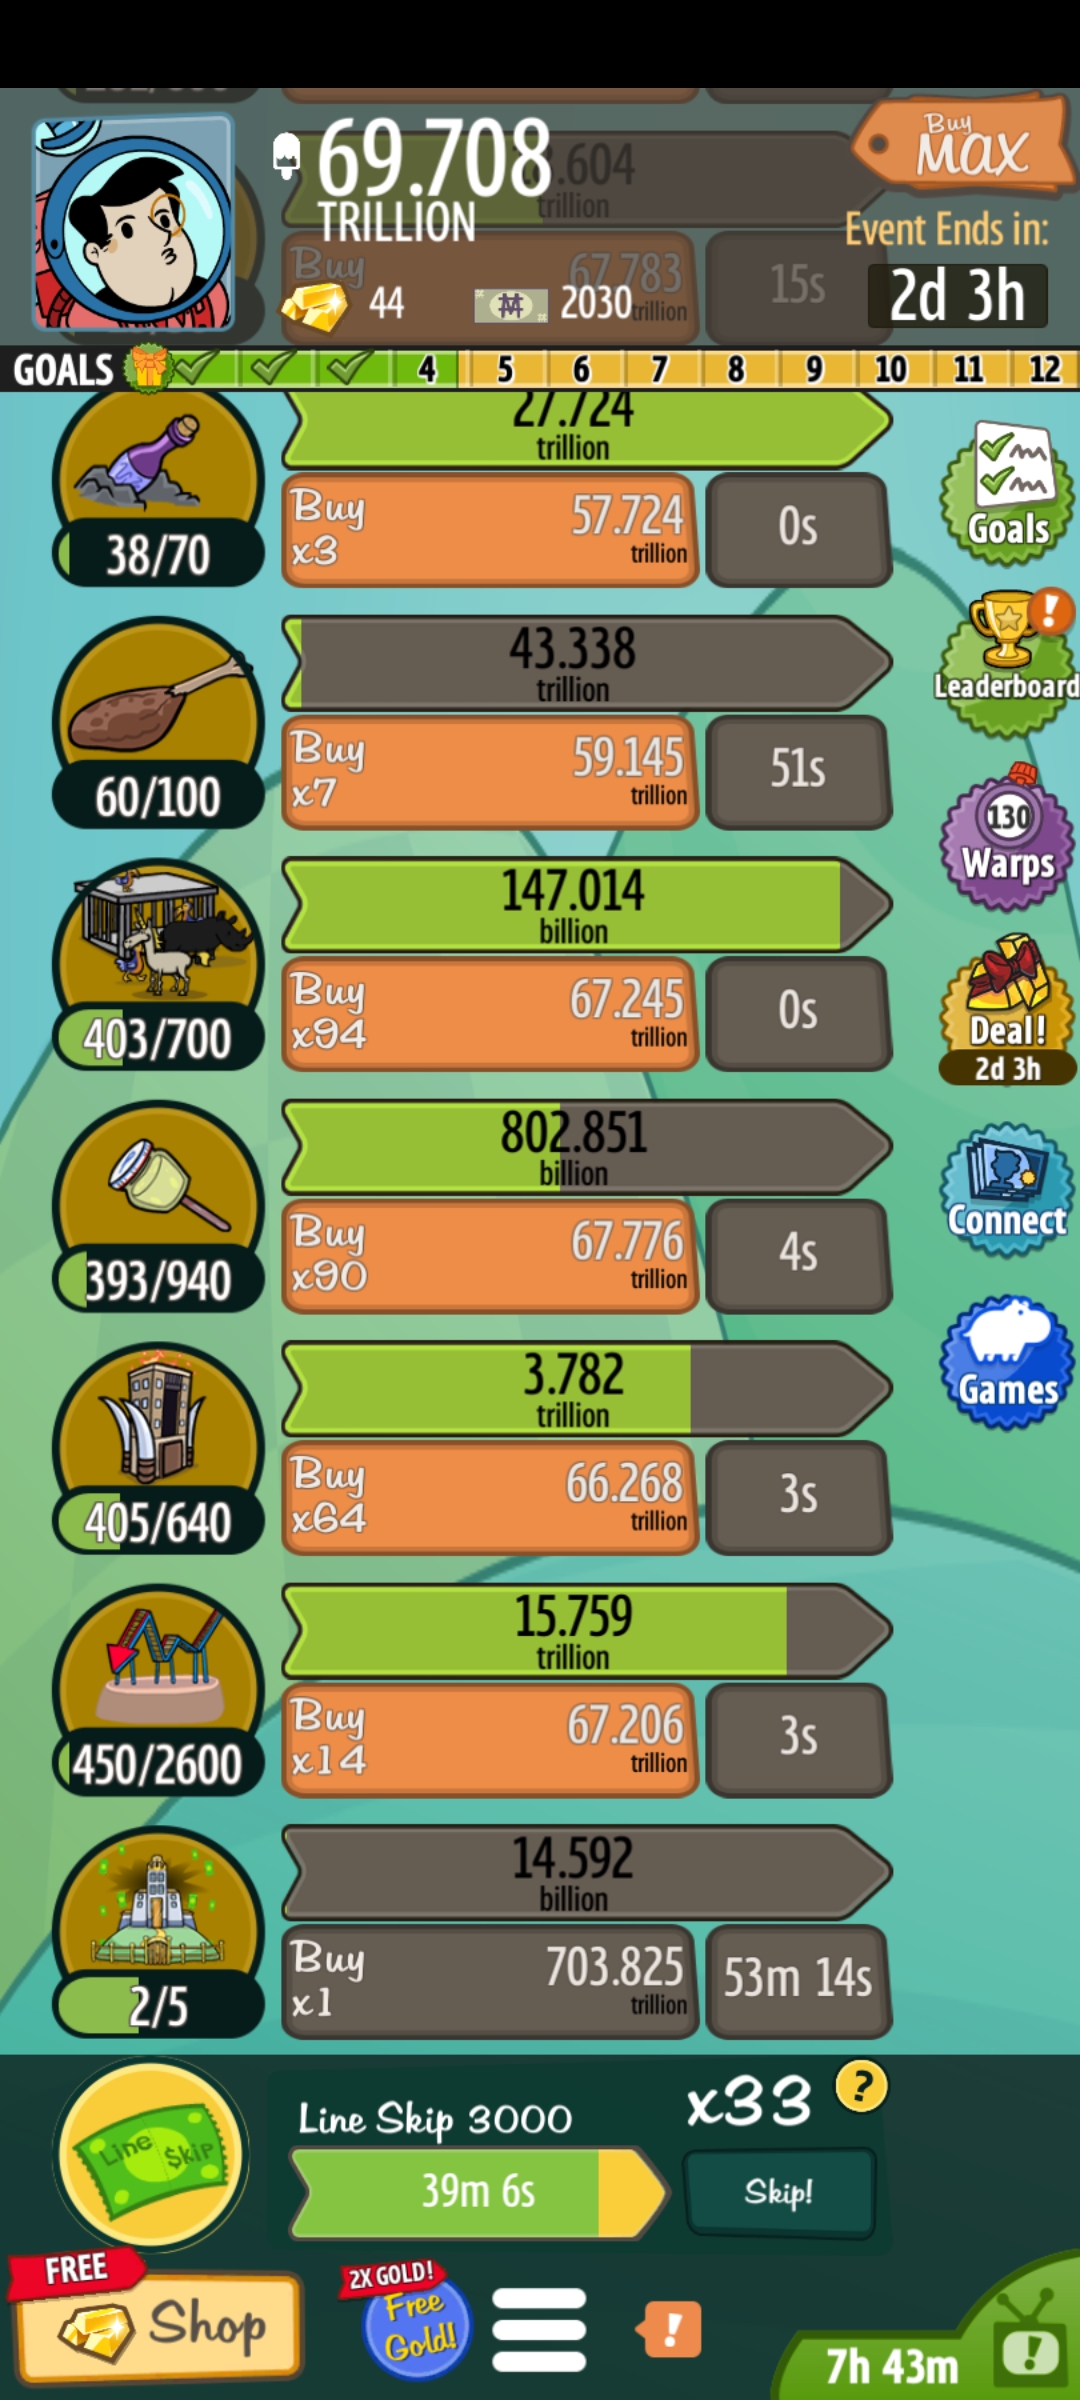 69.708
TRILLION
44
2030
Buy
MAX
Event Ends in:
2d 3h
.604
trillion
Buy
67.783
trillion
15s
GOALS
4
5
6
7
8
9
10
11
12
27.724
trillion
38/70
Buy
x3
57.724
trillion
0s
Goals
43.338
trillion
60/100
Buy
x7
59.145
trillion
51s
!
Leaderboard
147.014
billion
403/700
Buy
x94
67.245
trillion
0s
130
Warps
Deal!
2d 3h
802.851
billion
393/940
Buy
x90
67.776
trillion
4s
Connect
3.782
trillion
405/640
Buy
x64
66.268
trillion
3s
Games
15.759
trillion
450/2600
Buy
x14
67.206
trillion
3s
14.592
billion
2/5
Buy
x1
703.825
trillion
53m 14s
Line $kip
Line Skip 3000
39m 6s
x33
?
Skip!
FREE
Shop
2X GOLD!
Free
Gold!
!
7h 43m
!